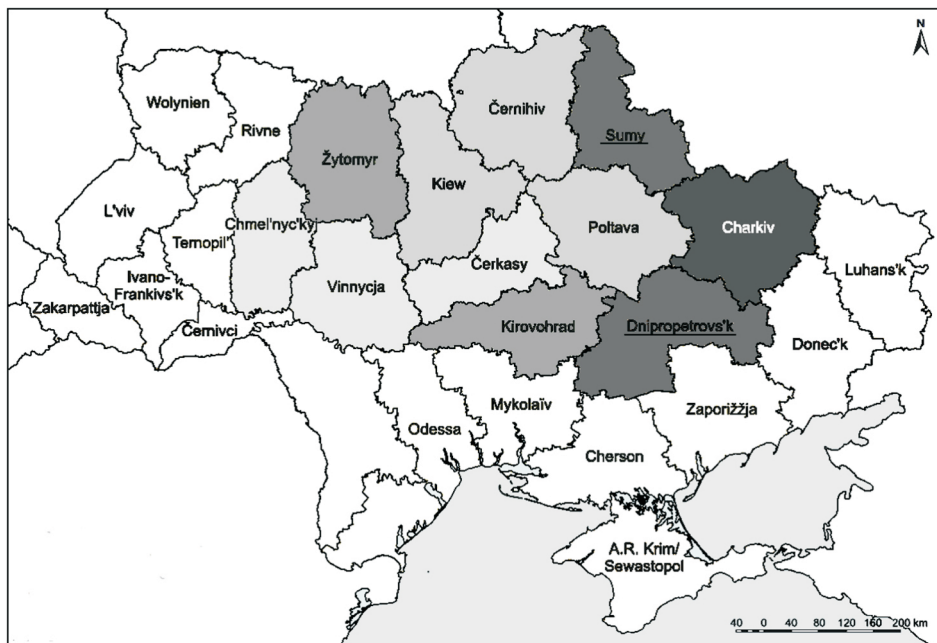 N
Wolynien
Rivne
Žytomyr
Černihiv
Sumy
Kiew
L'viv
Ternopil'
Chmel'nyc'kyj
Poltava
Charkiv
Ivano-
Frankivs'k
Vinnycja
Čerkasy
Luhans'k
Zakarpattja
Černivci
Kirovohrad
Dnipropetrovs'k
Donec'k
Odessa
Mykolaïv
Zaporižžja
Cherson
A.R. Krim/
Sewastopol
40 0 40 80 120 160 200 km